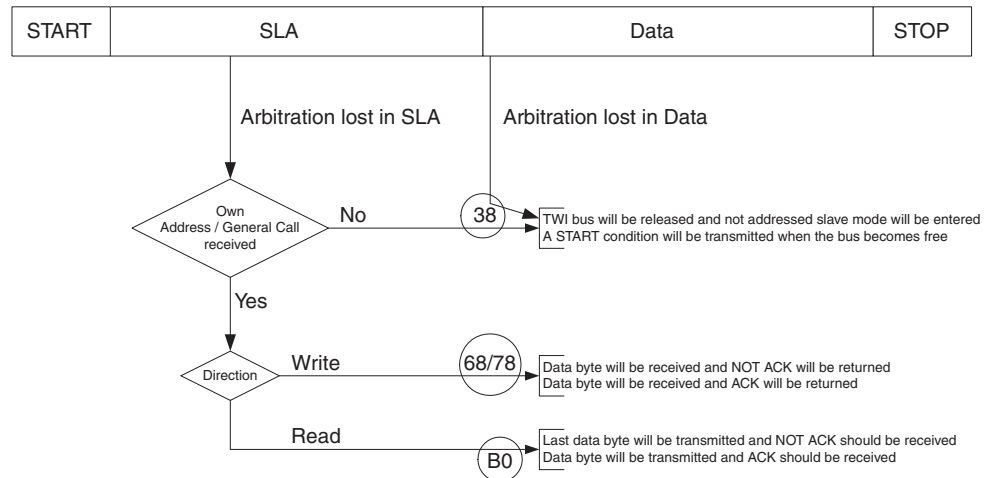 START SLA Data STOP
Arbitration lost in SLA Arbitration lost in Data
Own
Address / General Call
received
No
38
TWI bus will be released and not addressed slave mode will be entered
A START condition will be transmitted when the bus becomes free
Yes
Direction
Write
68/78
Data byte will be received and NOT ACK will be returned
Data byte will be received and ACK will be returned
Read
B0
Last data byte will be transmitted and NOT ACK should be received
Data byte will be transmitted and ACK should be received